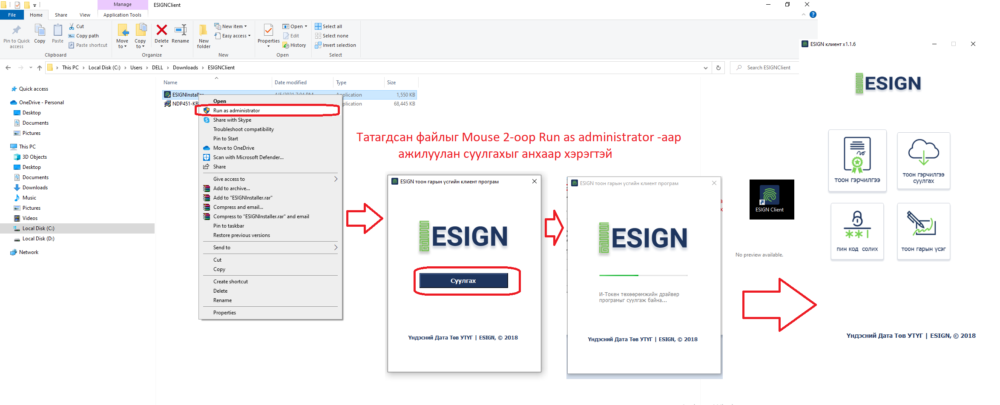 Manage
ESIGNClient
File
Home
Share
View
Application Tools
Pin to Quick access
Copy
Paste
Cut
Copy path
Paste shortcut
Clipboard
Move to
Copy to
Delete
Rename
Organize
New folder
New item
Easy access
New
Properties
Open
Edit
History
Open
Select all
Select none
Invert selection
Select
This PC
Local Disk (C:)
Users
DELL
Downloads
ESIGNClient
Search ESIGNClient
Quick access
OneDrive - Personal
Desktop
Documents
Pictures
This PC
3D Objects
Desktop
Documents
Downloads
Music
Pictures
Videos
Local Disk (C:)
Local Disk (D:)
Network
Name
Date modified
Type
Size
ESIGNInstaller
4/5/2021 7:04 PM
plication
1,550 KB
NDP451-KB
plication
68,445 KB
Open
Run as administrator
Share with Skype
Troubleshoot compatibility
Pin to Start
Move to OneDrive
Scan with Microsoft Defender...
Share
Give access to
Add to archive...
Add to "ESIGNInstaller.rar"
Compress and email...
Compress to "ESIGNInstaller.rar" and email
Pin to taskbar
Restore previous versions
Send to
Cut
Copy
Create shortcut
Delete
Rename
Properties
Татагдсан файлыг Mouse 2-оор Run as administrator -аар
ажилуулан суулгахыг анхаар хэрэгтэй
ESIGN тоон гарын үсгийн клиент програм
ESIGN
Суулгах
Үндэсний Дата Төв УТҮГ | ESIGN, © 2018
ESIGN тоон гарын үсгийн клиент програм
ESIGN
И-Токен төхөөрөмжийн драйвер
програмыг суулгаж байна...
Үндэсний Дата Төв УТҮГ | ESIGN, © 2018
ESIGN Client
No preview available.
ESIGN клиент x1.1.6
ESIGN
тоон гэрчилгээ
тоон гэрчилгээ
суулгах
пин код солих
тоон гарын үсэг
Үндэсний Дата Төв УТҮГ | ESIGN, © 2018